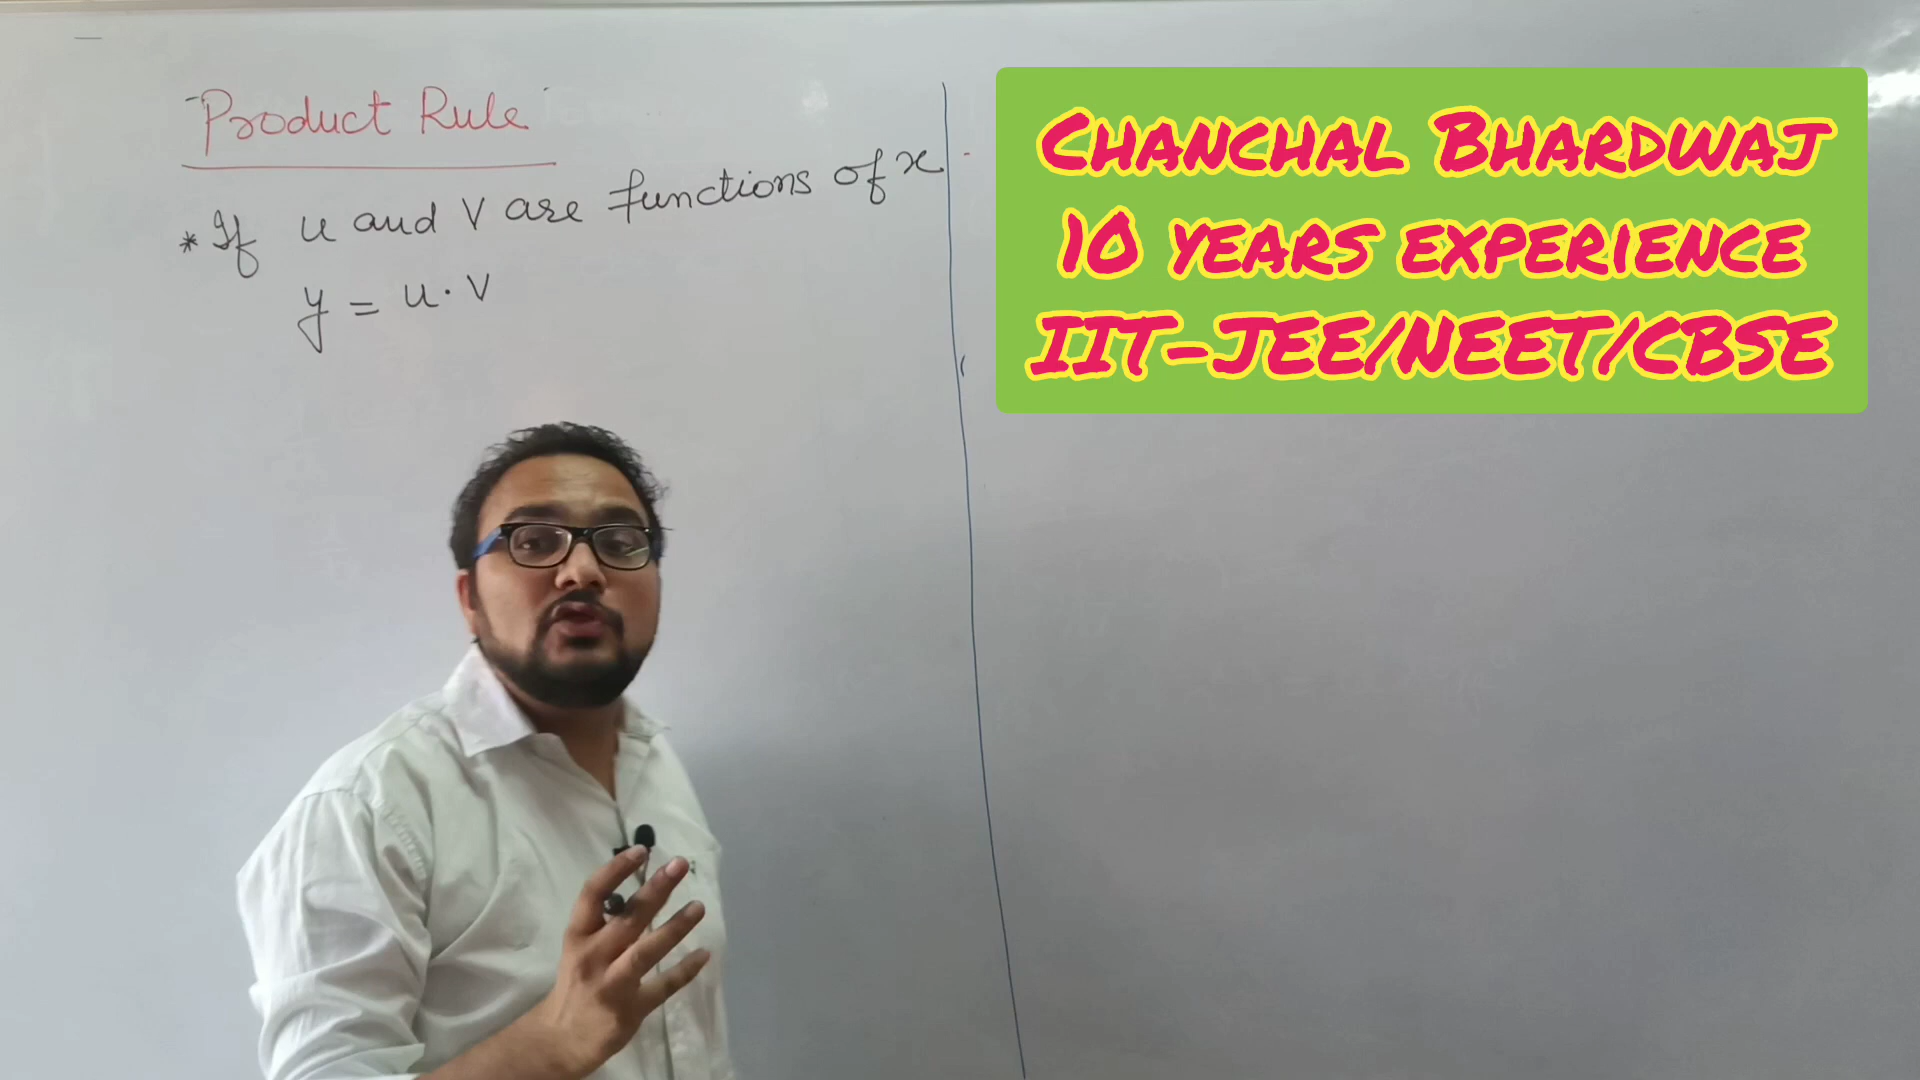 Product Rule
* If u and v are functions of x
y = u . v
Chanchal Bhardwaj
10 years experience
IIT-JEE/NEET/CBSE